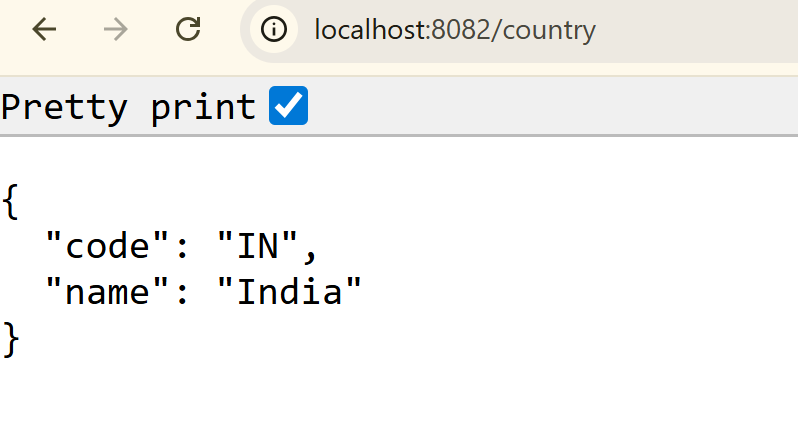 localhost:8082/country
Pretty print
{
  "code": "IN",
  "name": "India"
}